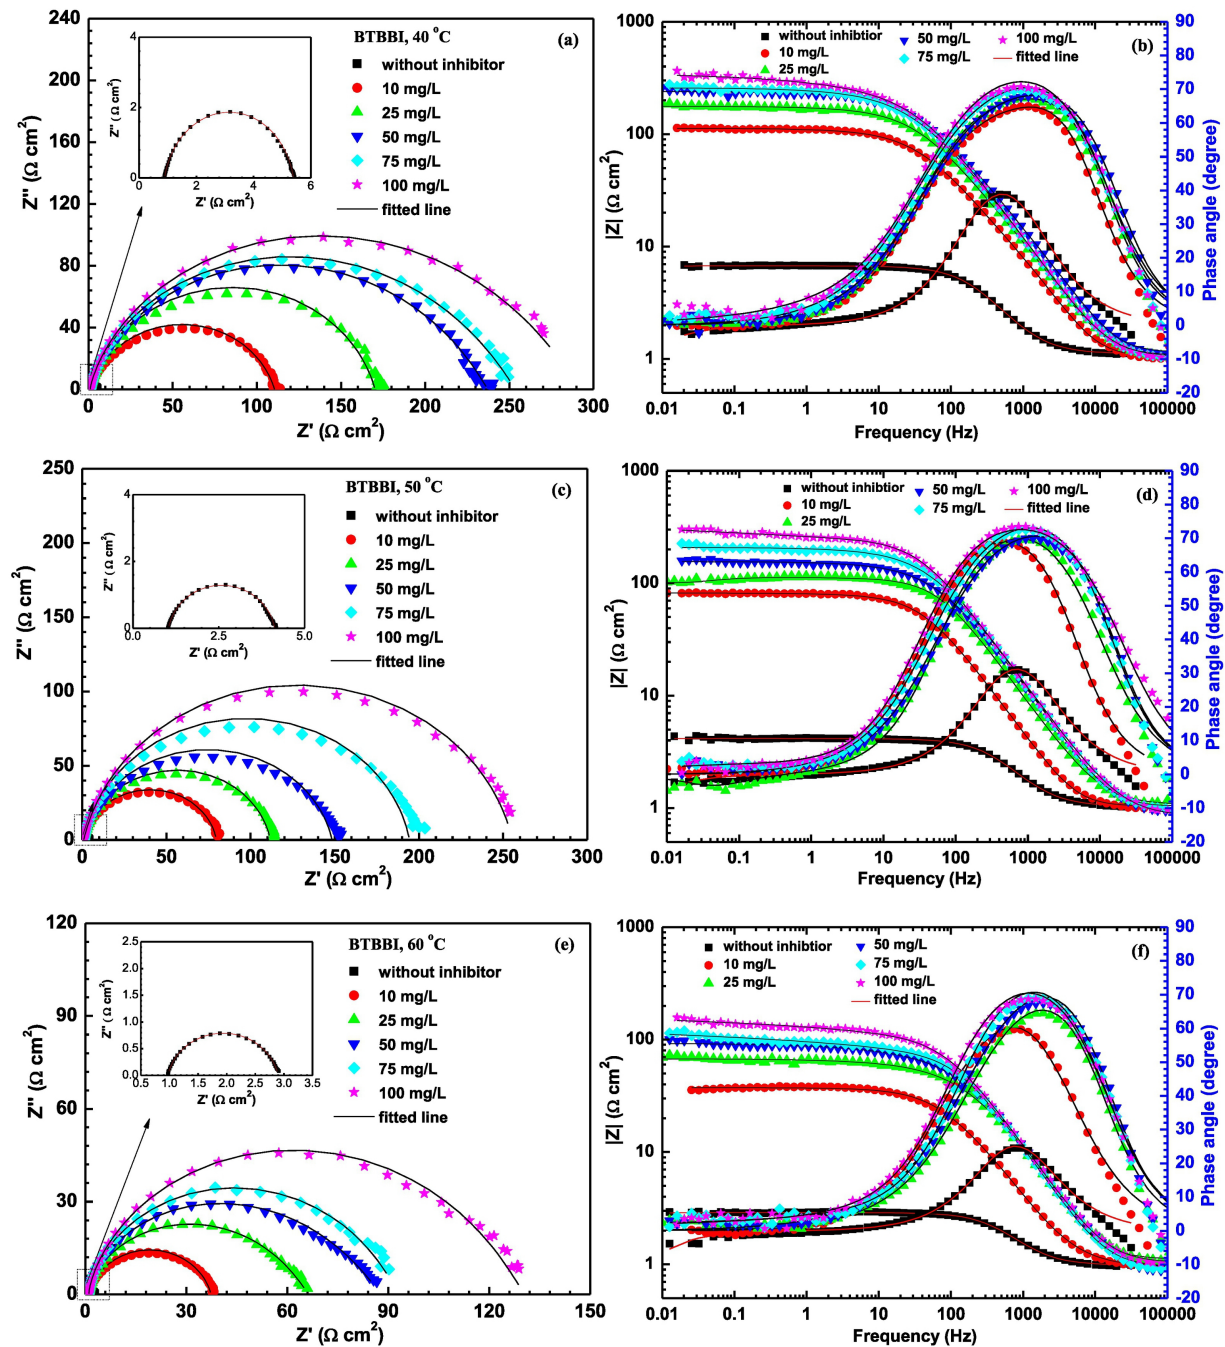 BTBBI, 40 °C
(a)
without inhibitor
10 mg/L
25 mg/L
50 mg/L
75 mg/L
100 mg/L
fitted line
Z'' (Ω cm²)
240
200
160
120
80
40
0
0 50 100 150 200 250 300
Z' (Ω cm²)
Z'' (Ω cm²)
4
2
0
0 2 4 6
Z' (Ω cm²)
(b)
without inhibtior
10 mg/L
25 mg/L
50 mg/L
75 mg/L
100 mg/L
fitted line
|Z| (Ω cm²)
1000
100
10
1
0.01 0.1 1 10 100 1000 10000 100000
Frequency (Hz)
90
80
70
60
50
40
30
20
10
0
-10
-20
Phase angle (degree)
BTBBI, 50 °C
(c)
without inhibitor
10 mg/L
25 mg/L
50 mg/L
75 mg/L
100 mg/L
fitted line
Z'' (Ω cm²)
250
200
150
100
50
0
0 50 100 150 200 250 300
Z' (Ω cm²)
Z'' (Ω cm²)
4
2
0
0.0 2.5 5.0
Z' (Ω cm²)
(d)
without inhibtior
10 mg/L
25 mg/L
50 mg/L
75 mg/L
100 mg/L
fitted line
|Z| (Ω cm²)
1000
100
10
1
0.01 0.1 1 10 100 1000 10000 100000
Frequency (Hz)
90
80
70
60
50
40
30
20
10
0
-10
-20
Phase angle (degree)
BTBBI, 60 °C
(e)
without inhibitor
10 mg/L
25 mg/L
50 mg/L
75 mg/L
100 mg/L
fitted line
Z'' (Ω cm²)
120
90
60
30
0
0 30 60 90 120 150
Z' (Ω cm²)
Z'' (Ω cm²)
2.5
2.0
1.5
1.0
0.5
0.0
0.5 1.0 1.5 2.0 2.5 3.0 3.5
Z' (Ω cm²)
(f)
without inhibtior
10 mg/L
25 mg/L
50 mg/L
75 mg/L
100 mg/L
fitted line
|Z| (Ω cm²)
1000
100
10
1
0.01 0.1 1 10 100 1000 10000 100000
Frequency (Hz)
90
80
70
60
50
40
30
20
10
0
-10
-20
Phase angle (degree)